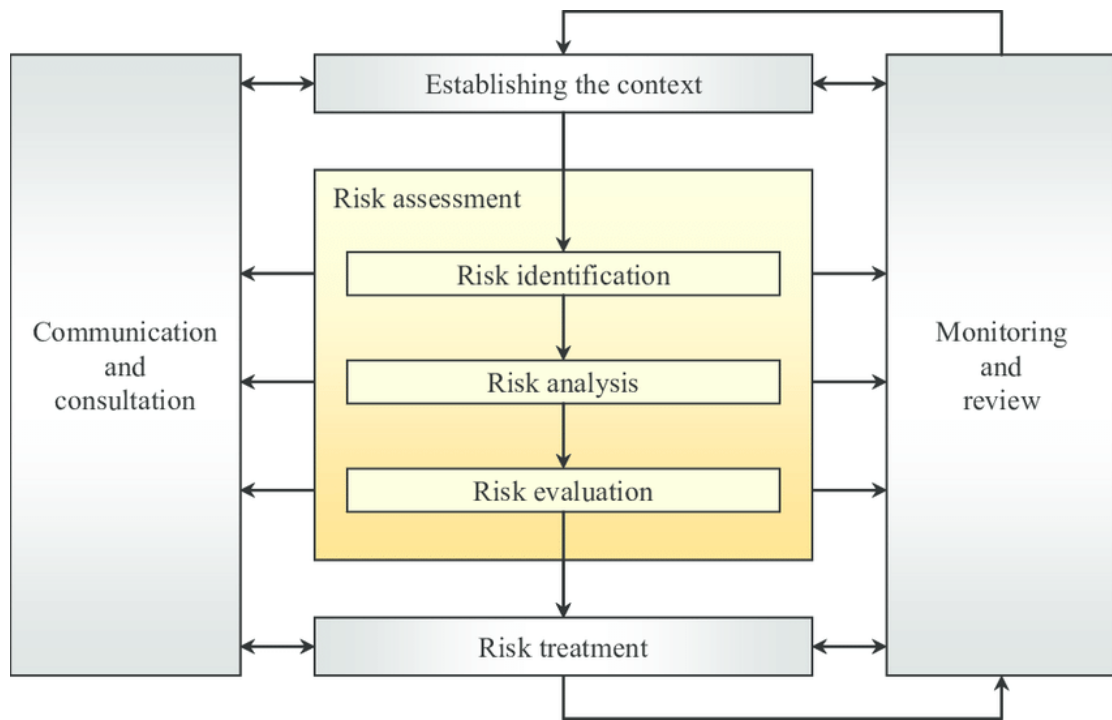 Establishing the context
Risk assessment
Risk identification
Risk analysis
Risk evaluation
Risk treatment
Communication
and
consultation
Monitoring
and
review